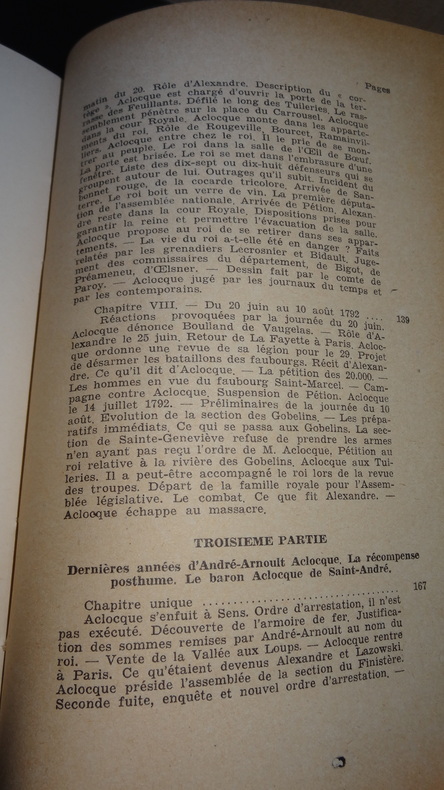 Pages
matin du 20. Rôle d'Alexandre. Description du « cor-
tège ». Aclocque est chargé d'ouvrir la porte de la ter-
rasse des Feuillants. Défilé le long des Tuileries. Le ras-
semblement pénètre sur la place du Carrousel. Aclocque
dans la cour Royale. Aclocque monte dans les apparte-
ments du roi. Rôle de Rougeville, Bourcet, Ramainvil-
liers. Aclocque entre chez le roi. Il le prie de se mon-
trer au peuple. Le roi dans la salle de l'Œil de Bœuf.
La porte est brisée. Le roi se met dans l'embrasure d'une
fenêtre. Liste des dix-sept ou dix-huit défenseurs qui se
groupent autour de lui. Outrages qu'il subit. Incident du
bonnet rouge, de la cocarde tricolore. Arrivée de San-
terre. Le roi boit un verre de vin. La première députa-
tion de l'assemblée nationale. Arrivée de Pétion. Alexan-
dre reste dans la cour Royale. Dispositions prises pour
garantir la reine et permettre l'évacuation de la salle.
Aclocque propose au roi de se retirer dans ses appar-
tements. — La vie du roi a-t-elle été en danger ? Faits
relatés par les grenadiers Lecrosnier et Bidault. Juge-
ment des commissaires du département, de Bigot, de
Préameneu, d'Œlsner. — Dessin fait par le comte de
Paroy. — Aclocque jugé par les journaux du temps et
par les contemporains.
Chapitre VIII. — Du 20 juin au 10 août 1792 .... 139
Réactions provoquées par la journée du 20 juin.
Aclocque dénonce Boulland de Vaugelas. — Rôle d'A-
lexandre le 25 juin. Retour de La Fayette à Paris. Acloc-
que ordonne une revue de sa légion pour le 29. Projet
de désarmer les bataillons des faubourgs. Récit d'Alexan-
dre. Ce qu'il dit d'Aclocque. — La pétition des 20.000. —
Les hommes en vue du faubourg Saint-Marcel. — Cam-
pagne contre Aclocque. Suspension de Pétion. Aclocque
le 14 juillet 1792. — Préliminaires de la journée du 10
août. Evolution de la section des Gobelins. — Les prépa-
ratifs immédiats. Ce qui se passa aux Gobelins. La sec-
tion de Sainte-Geneviève refuse de prendre les armes
n'en ayant pas reçu l'ordre de M. Aclocque. Pétition au
roi relative à la rivière des Gobelins. Aclocque aux Tui-
leries. Il a peut-être accompagné le roi lors de la revue
des troupes. Départ de la famille royale pour l'Assem-
blée législative. Le combat. Ce que fit Alexandre. —
Aclocque échappe au massacre.
TROISIEME PARTIE
Dernières années d'André-Arnoult Aclocque. La récompense
posthume. Le baron Aclocque de Saint-André.
Chapitre unique .............................. 167
Aclocque s'enfuit à Sens. Ordre d'arrestation, il n'est
pas exécuté. Découverte de l'armoire de fer. Justifica-
tion des sommes remises par André-Arnoult au nom du
roi. — Vente de la Vallée aux Loups. — Aclocque rentre
à Paris. Ce qu'étaient devenus Alexandre et Lazowski.
Aclocque préside l'assemblée de la section du Finistère.
Seconde fuite, enquête et nouvel ordre d'arrestation. —